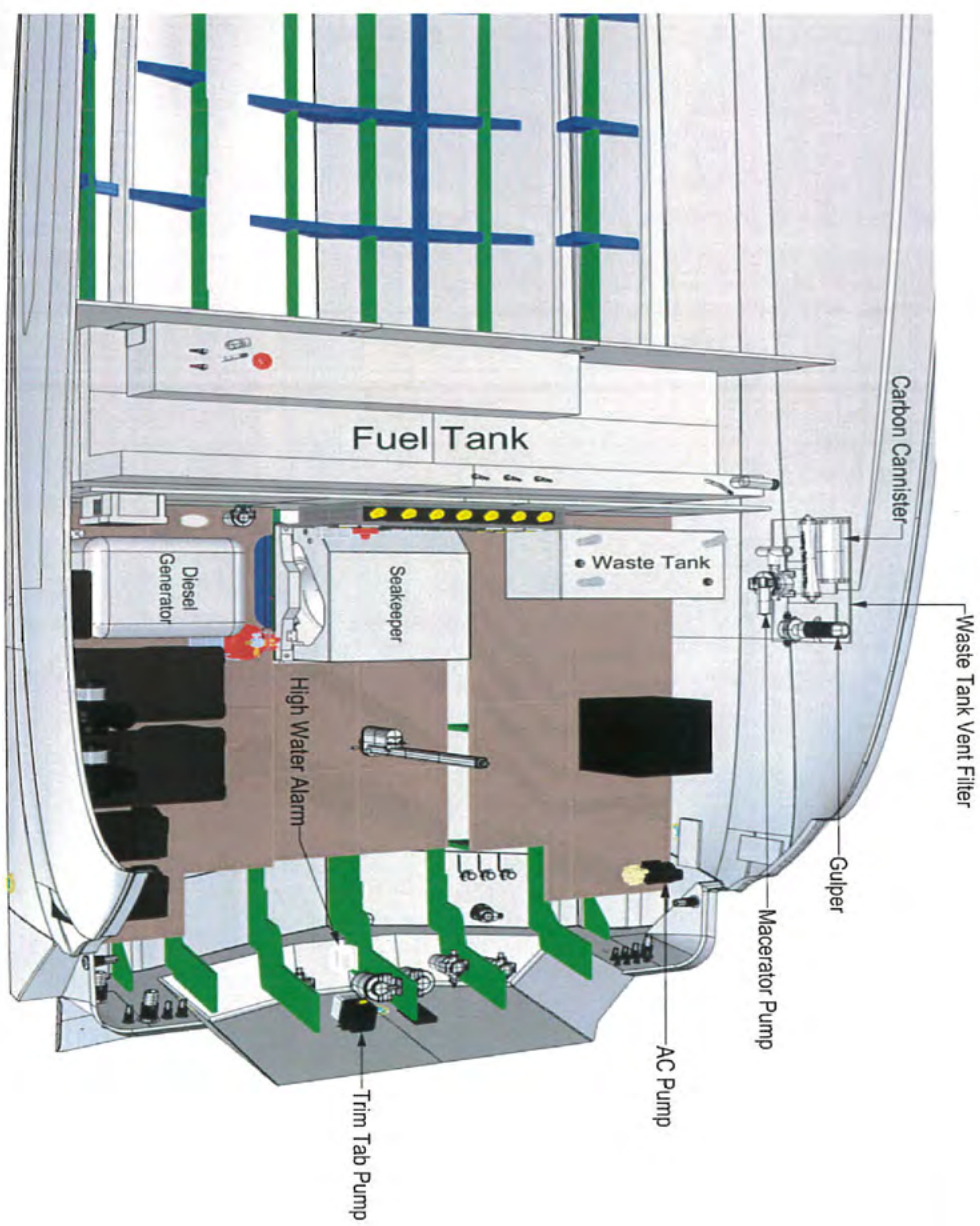 Carbon Cannister
Waste Tank Vent Filter
Gulper
Macerator Pump
AC Pump
Trim Tab Pump
Fuel Tank
Waste Tank
Seakeeper
Diesel
Generator
High Water Alarm